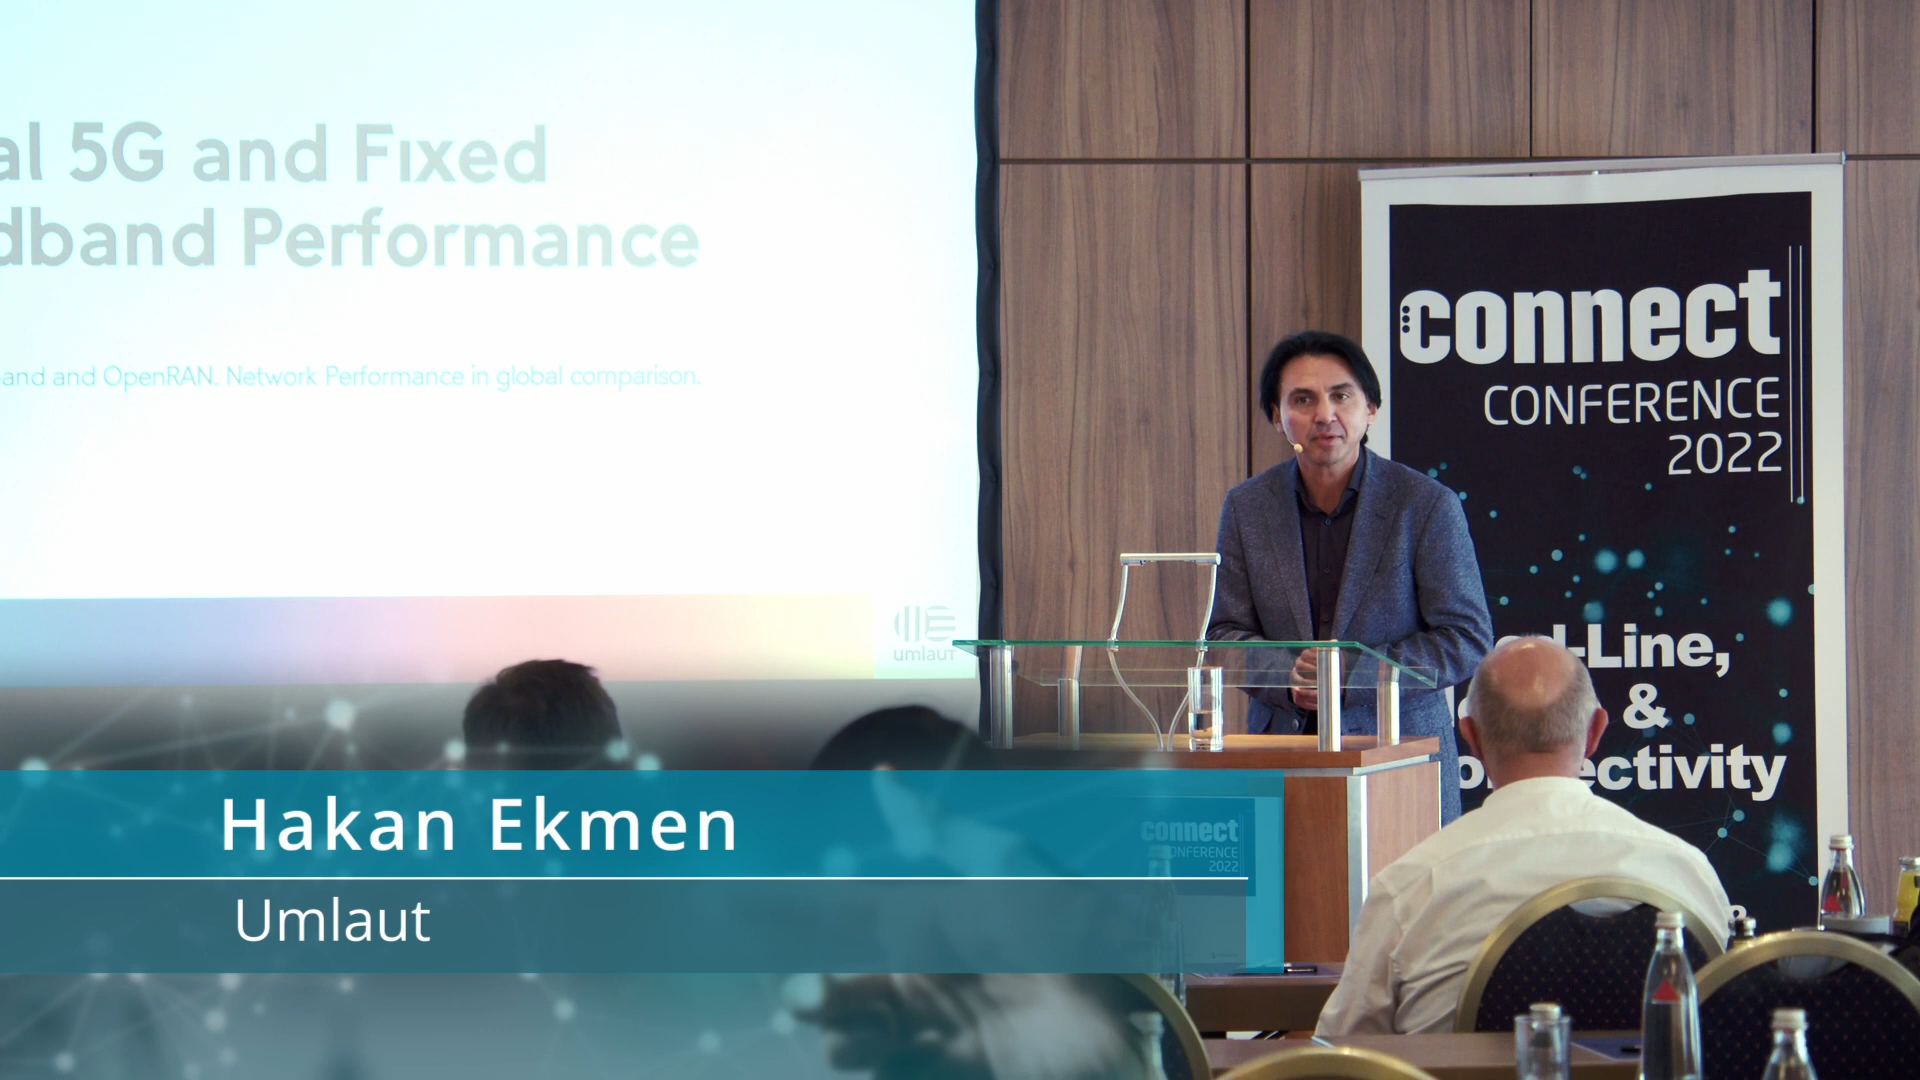 al 5G and Fixed
dband Performance
and and OpenRAN. Network Performance in global comparison.
umlaut
connect
CONFERENCE
2022
-Line,
&
ectivity
Hakan Ekmen
Umlaut
connect
CONFERENCE
2022